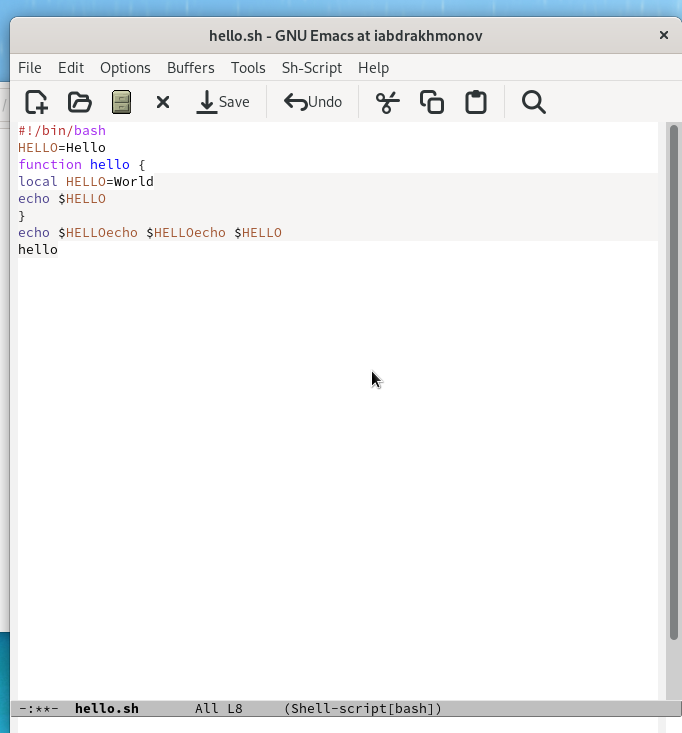 hello.sh - GNU Emacs at iabdrakhmonov
File Edit Options Buffers Tools Sh-Script Help
Save Undo
#!/bin/bash
HELLO=Hello
function hello {
local HELLO=World
echo $HELLO
}
echo $HELLOecho $HELLOecho $HELLO
hello
-:**- hello.sh All L8 (Shell-script[bash])